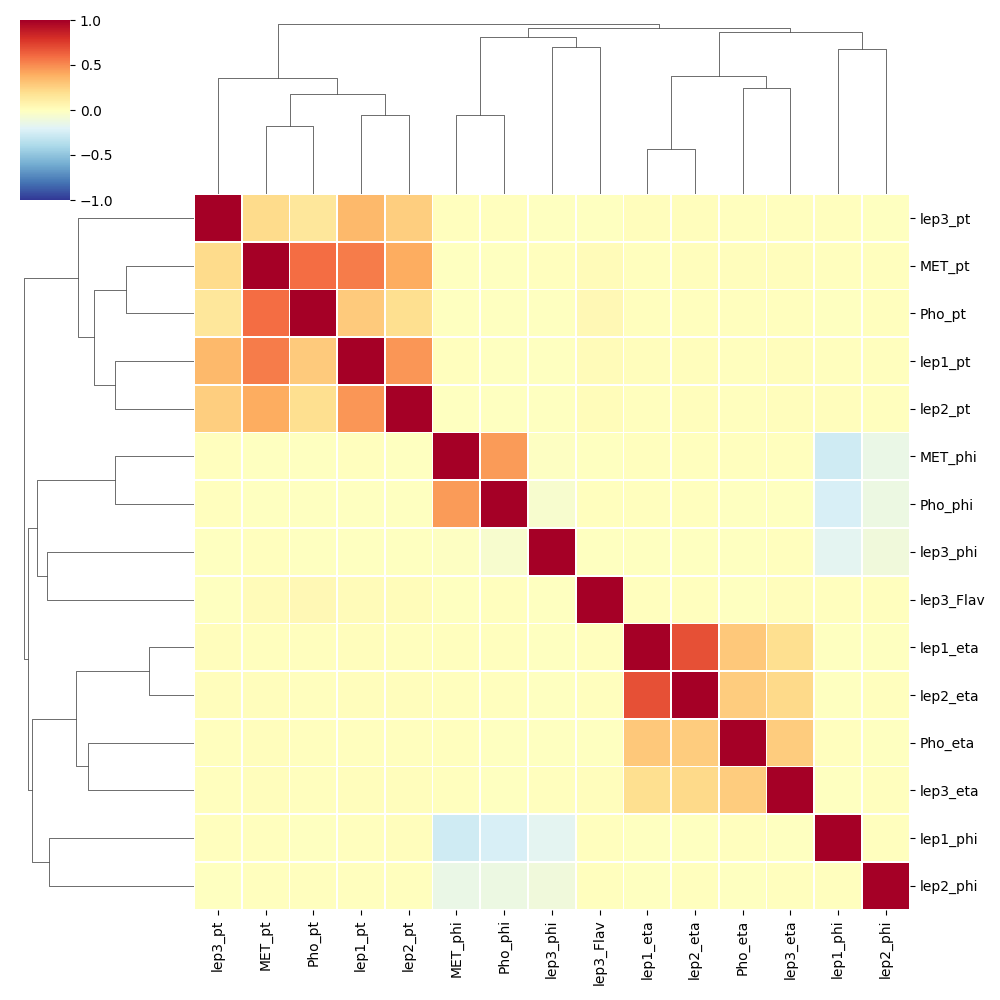 1.0
0.5
0.0
−0.5
−1.0
lep3_pt
MET_pt
Pho_pt
lep1_pt
lep2_pt
MET_phi
Pho_phi
lep3_phi
lep3_Flav
lep1_eta
lep2_eta
Pho_eta
lep3_eta
lep1_phi
lep2_phi
lep3_pt
MET_pt
Pho_pt
lep1_pt
lep2_pt
MET_phi
Pho_phi
lep3_phi
lep3_Flav
lep1_eta
lep2_eta
Pho_eta
lep3_eta
lep1_phi
lep2_phi